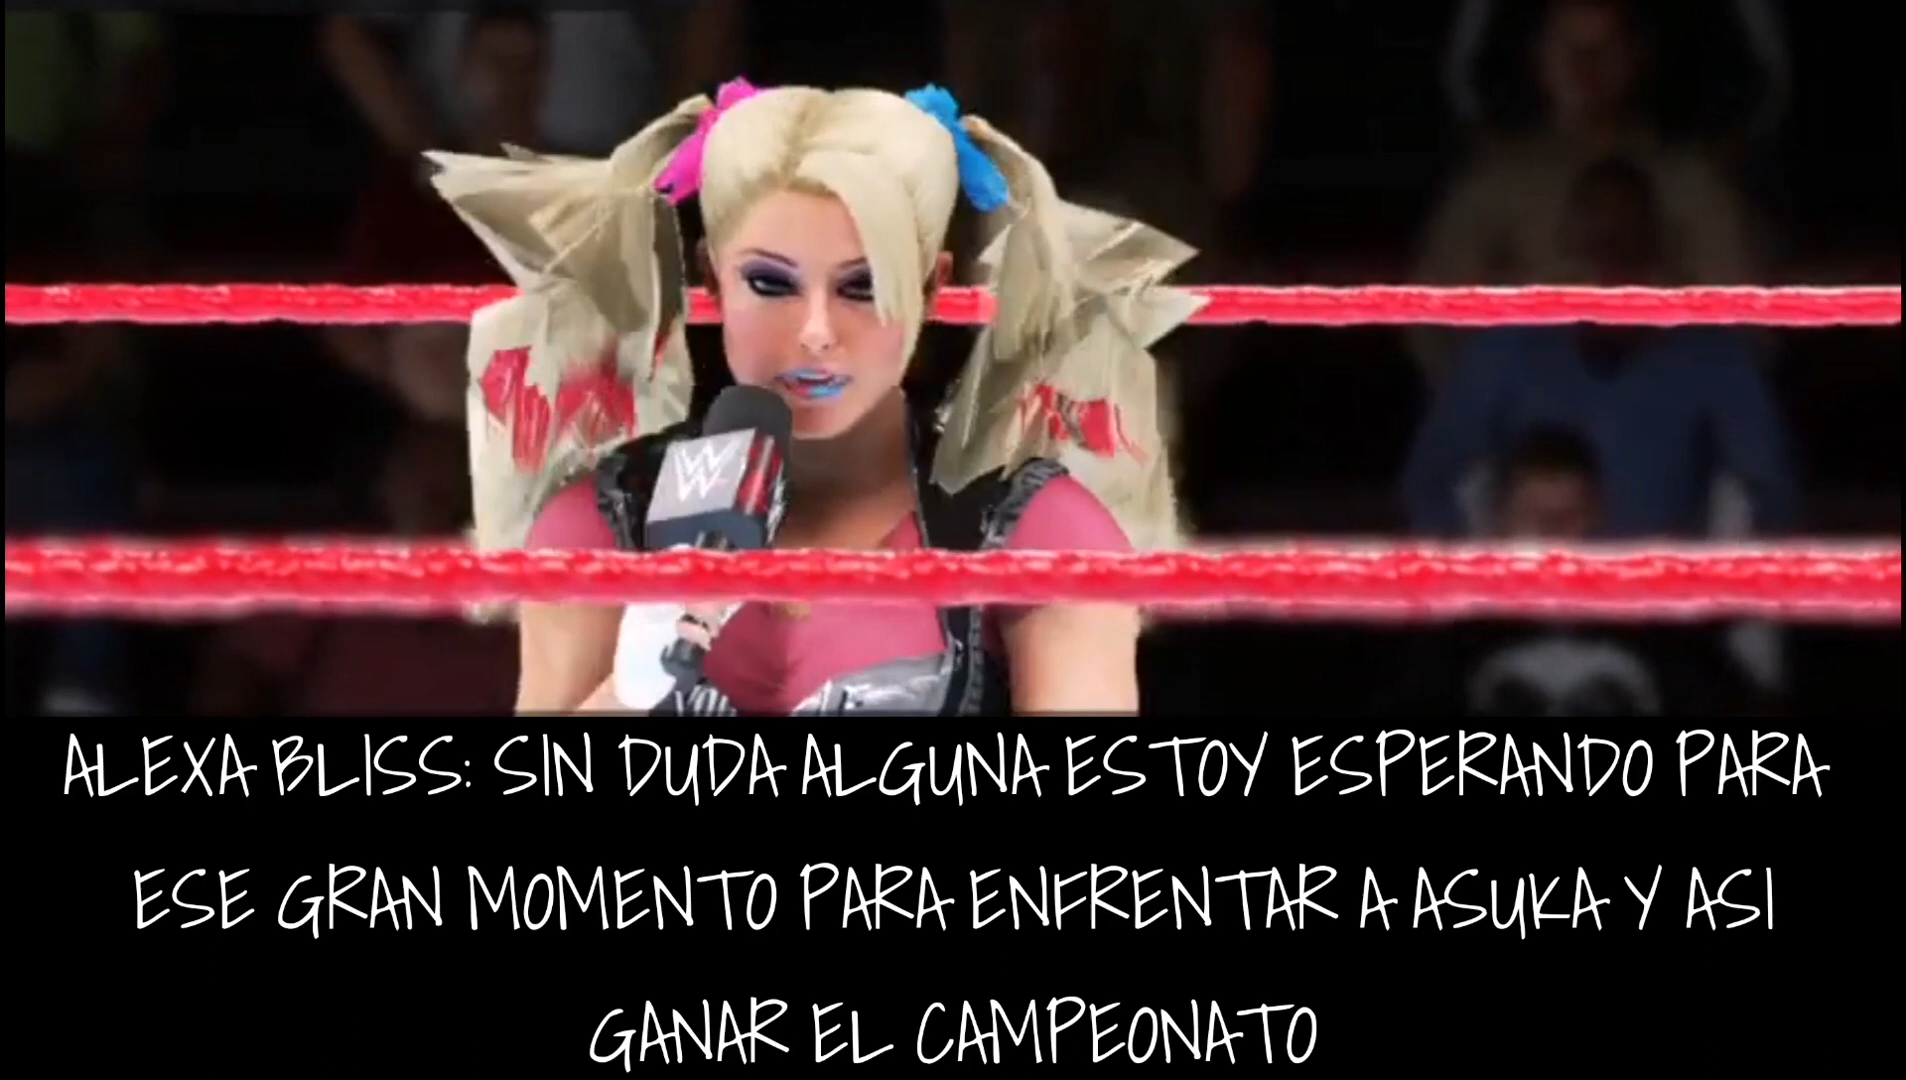 W
ALEXA BLISS: SIN DUDA ALGUNA ESTOY ESPERANDO PARA
ESE GRAN MOMENTO PARA ENFRENTAR A ASUKA Y ASI
GANAR EL CAMPEONATO